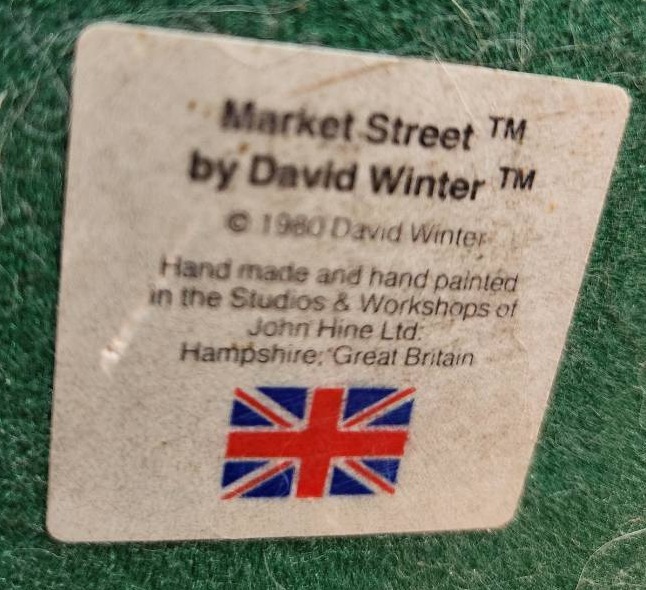 Market Street ™
by David Winter ™
© 1980 David Winter
Hand made and hand painted
in the Studios & Workshops of
John Hine Ltd.
Hampshire. Great Britain